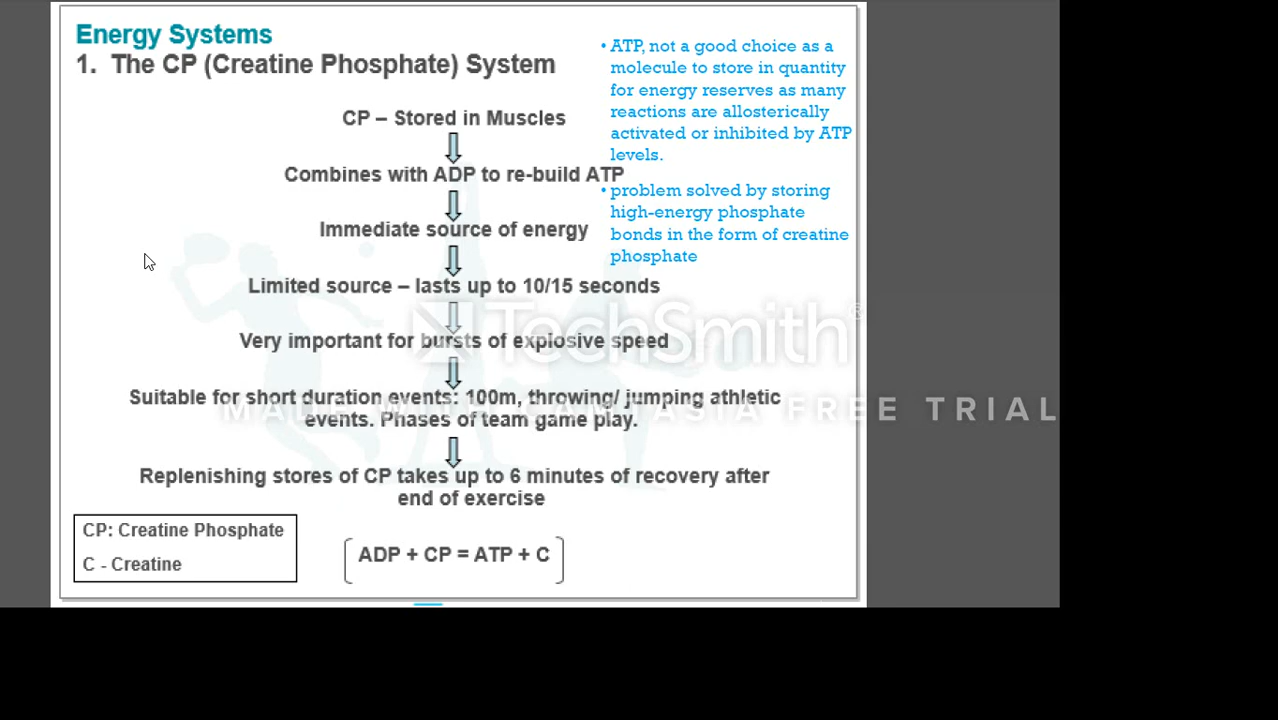 Energy Systems
1. The CP (Creatine Phosphate) System
CP – Stored in Muscles
Combines with ADP to re-build ATP
Immediate source of energy
Limited source – lasts up to 10/15 seconds
Very important for bursts of explosive speed
Suitable for short duration events: 100m, throwing/ jumping athletic
events. Phases of team game play.
Replenishing stores of CP takes up to 6 minutes of recovery after
end of exercise
CP: Creatine Phosphate
C - Creatine
ADP + CP = ATP + C
• ATP, not a good choice as a
molecule to store in quantity
for energy reserves as many
reactions are allosterically
activated or inhibited by ATP
levels.
• problem solved by storing
high-energy phosphate
bonds in the form of creatine
phosphate
TechSmith®
MADE WITH CAMTASIA FREE TRIAL